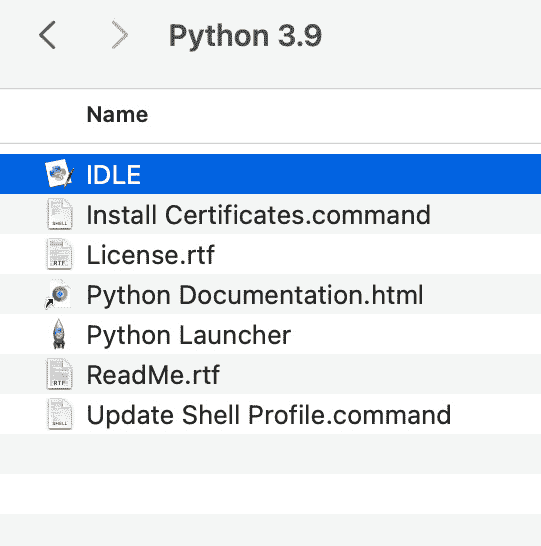 Python 3.9
Name
IDLE
Install Certificates.command
SHELL
License.rtf
RTF
Python Documentation.html
Python Launcher
ReadMe.rtf
RTF
Update Shell Profile.command
SHELL